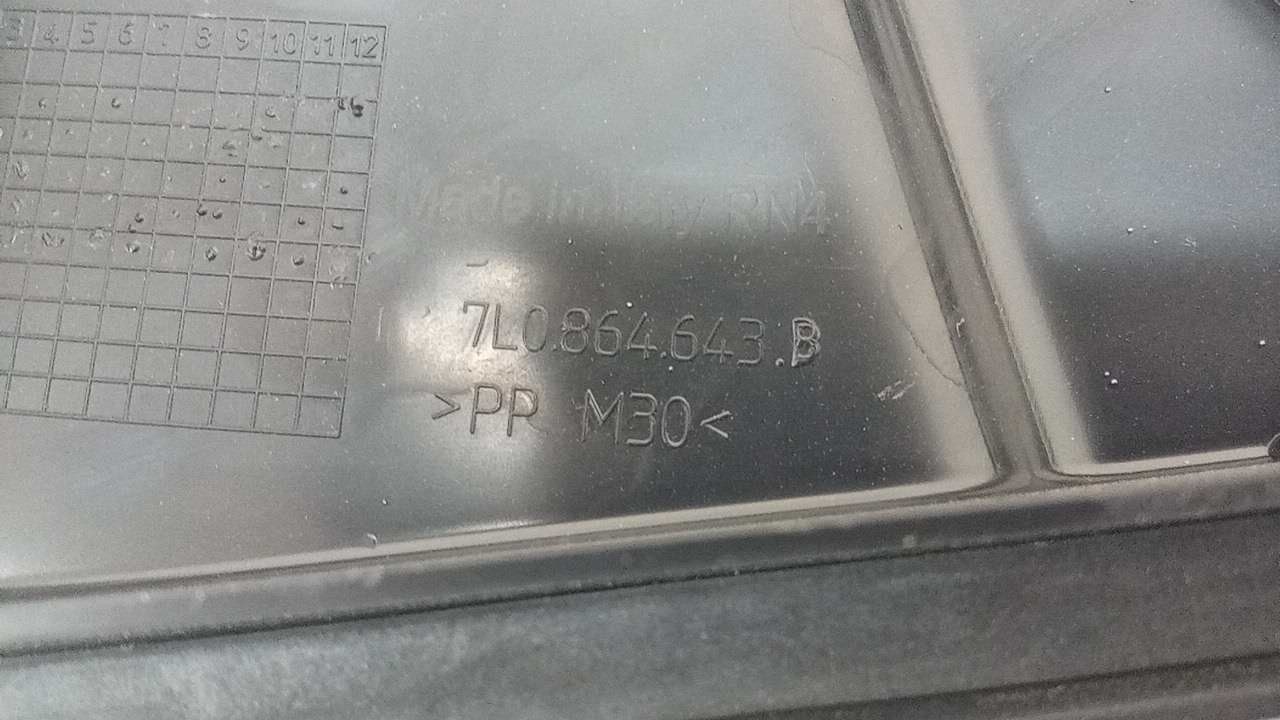 3 4 5 6 7 8 9 10 11 12
Made in Italy RN4
7L0.864.643.B
>PP M30<